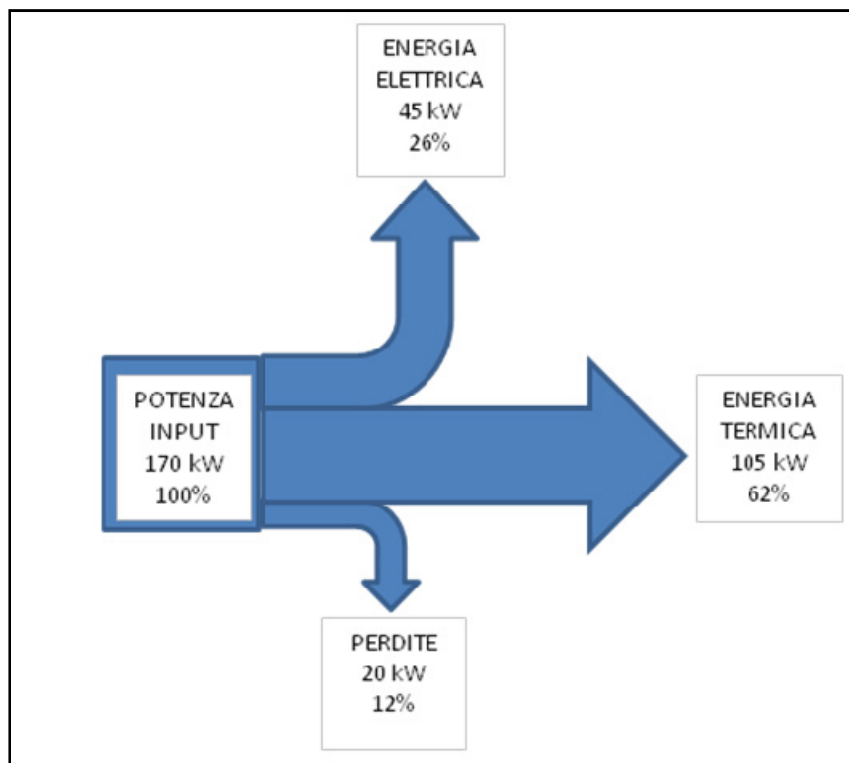 ENERGIA
ELETTRICA
45 kW
26%
POTENZA
INPUT
170 kW
100%
ENERGIA
TERMICA
105 kW
62%
PERDITE
20 kW
12%